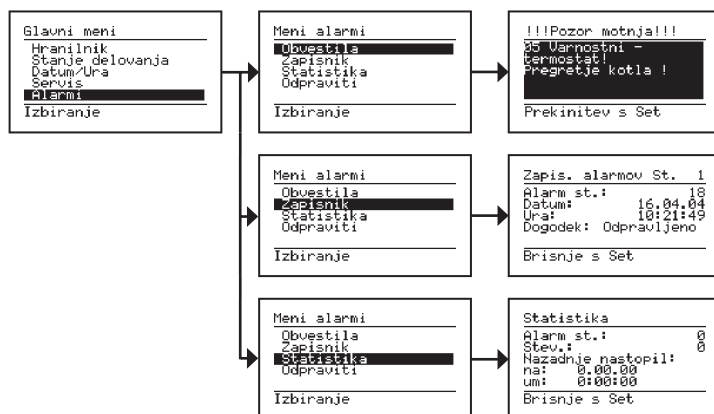 Glavni meni
Hranilnik
Stanje delovanja
Datum/Ura
Servis
Alarmi
Izbiranje
Meni alarmi
Obvestila
Zapisnik
Statistika
Odpraviti
Izbiranje
!!!Pozor motnja!!!
05 Varnostni -
termostat!
Pregretje kotla !
Prekinitev s Set
Meni alarmi
Obvestila
Zapisnik
Statistika
Odpraviti
Izbiranje
Zapis. alarmov St. 1
Alarm st.: 18
Datum: 16.04.04
Ura: 10:21:49
Dogodek: Odpravljeno
Brisnje s Set
Meni alarmi
Obvestila
Zapisnik
Statistika
Odpraviti
Izbiranje
Statistika
Alarm st.: 0
Stev.: 0
Nazadnje nastopil:
na: 0.00.00
um: 0:00:00
Brisnje s Set